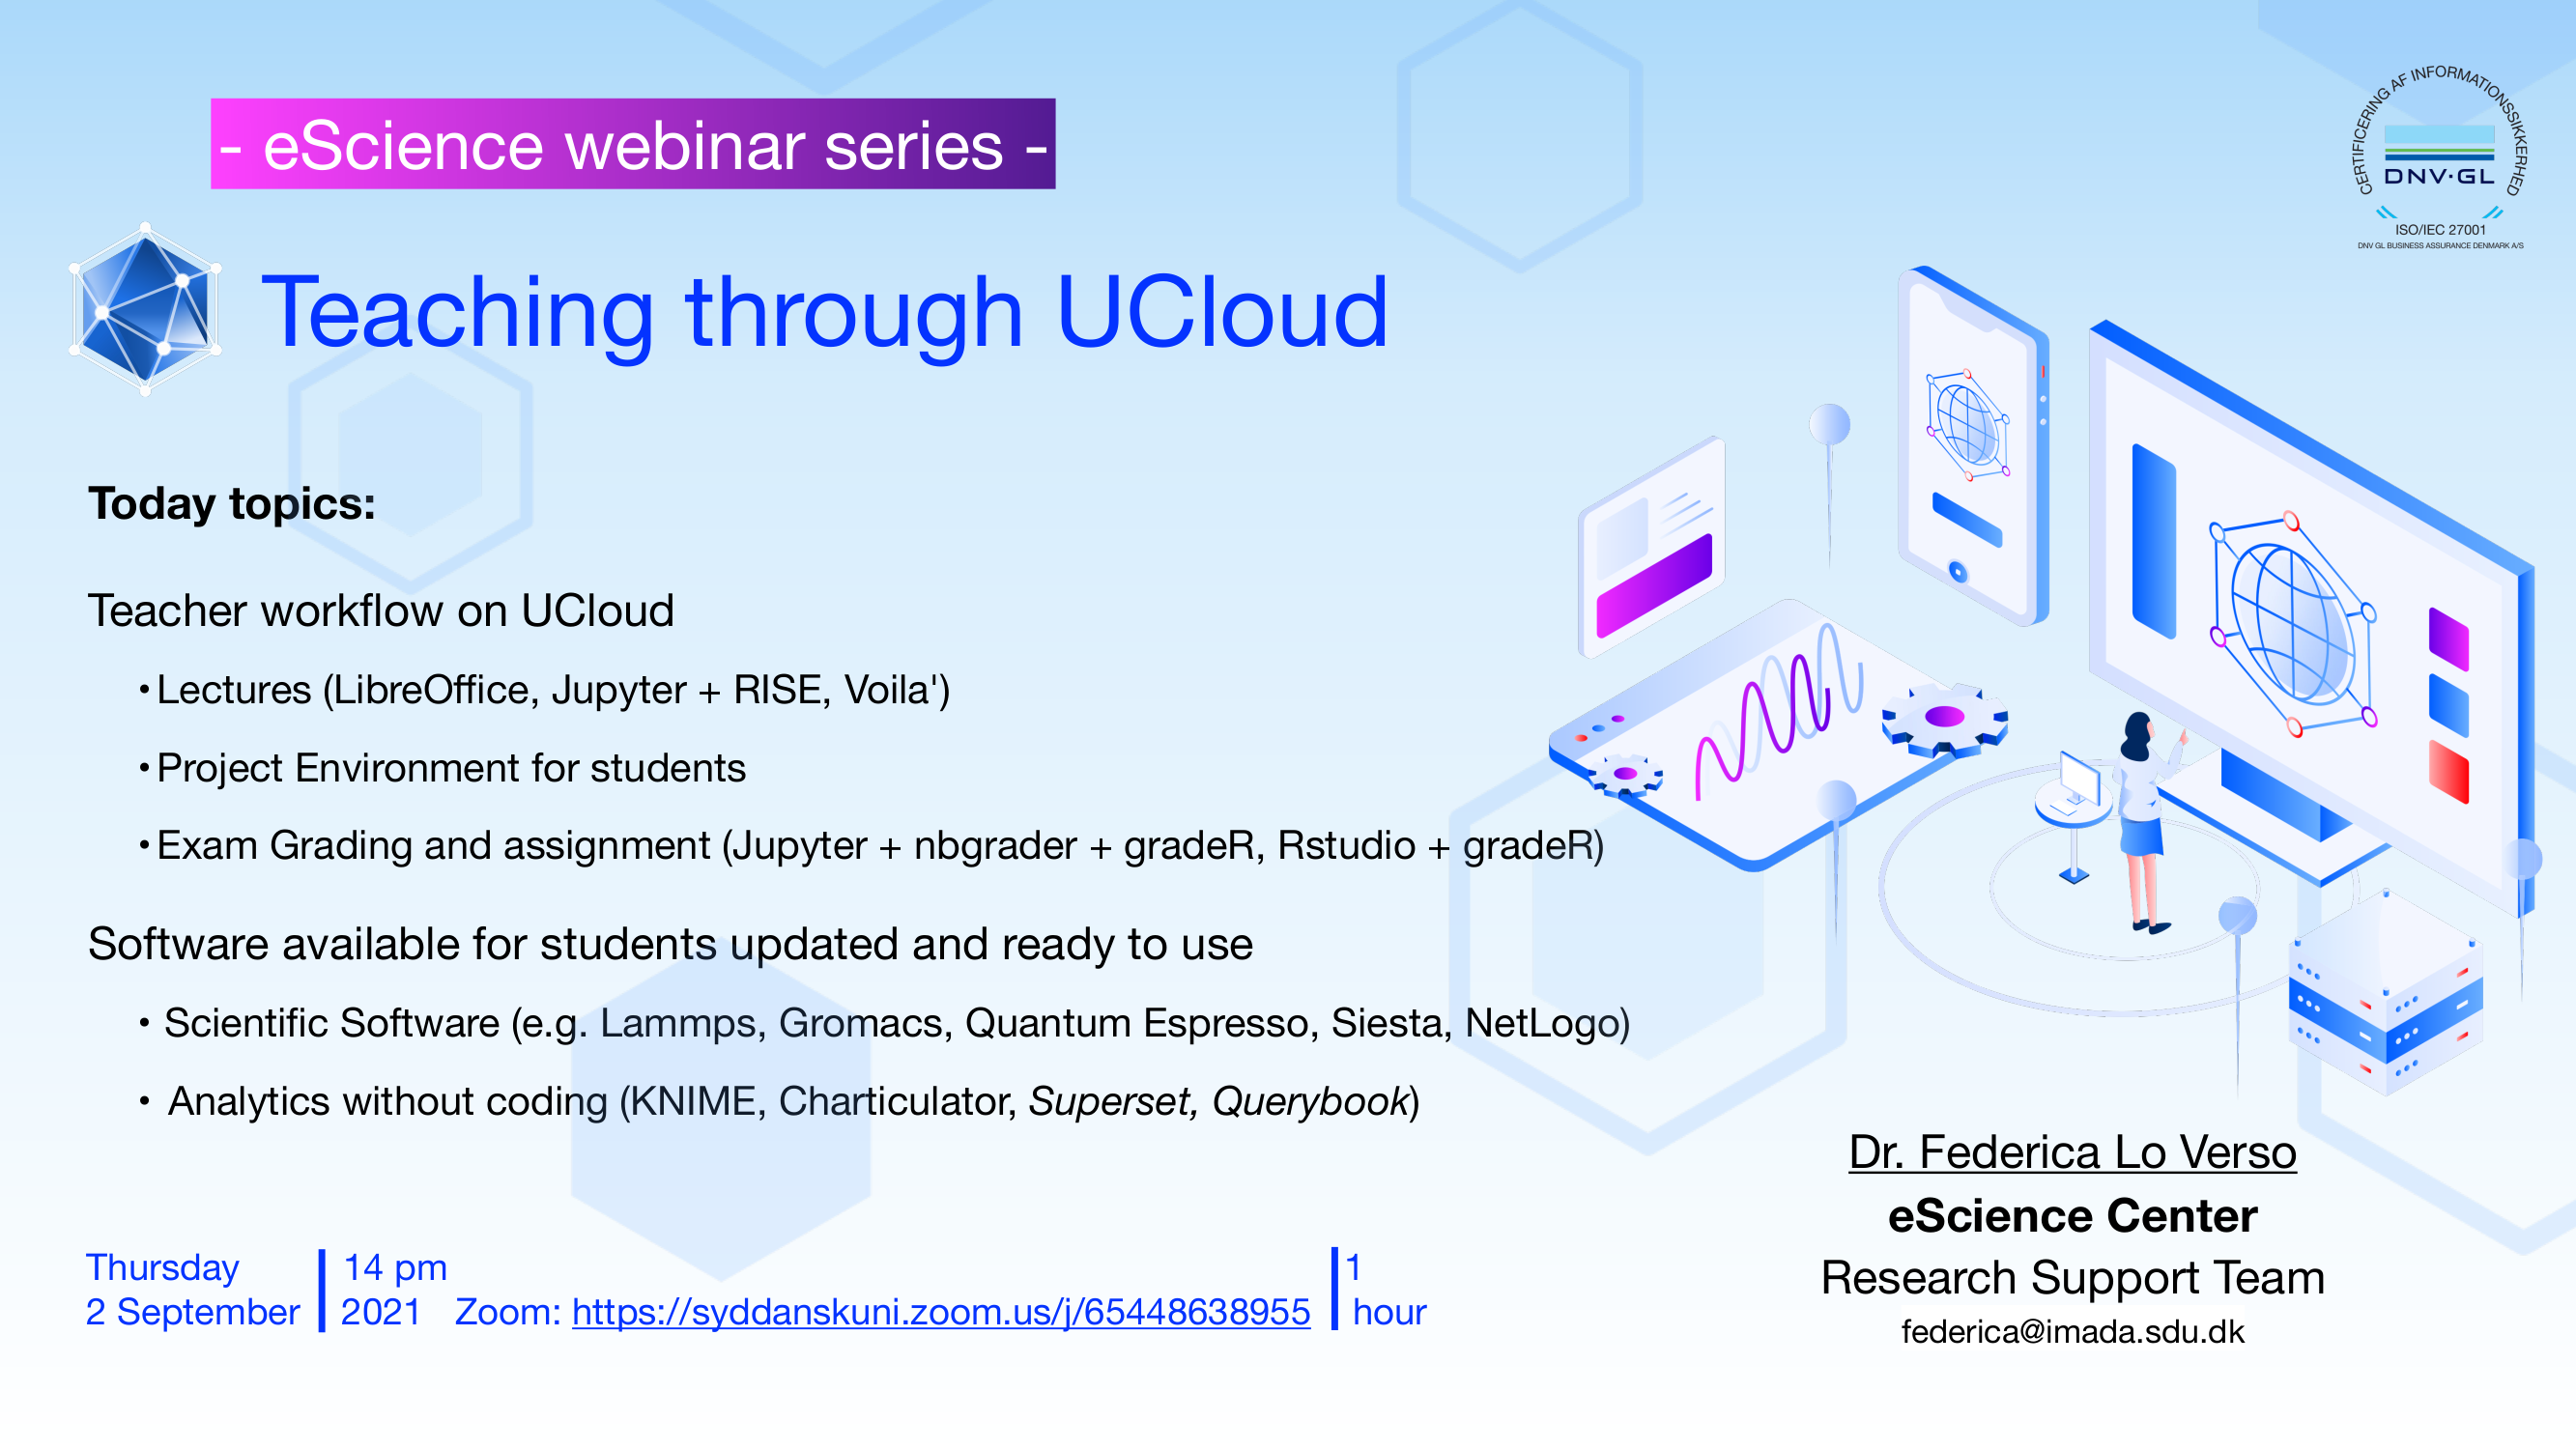 - eScience webinar series -
CERTIFICERING AF INFORMATIONSSIKKERHED
DNV·GL
ISO/IEC 27001
DNV GL BUSINESS ASSURANCE DENMARK A/S
Teaching through UCloud
Today topics:
Teacher workflow on UCloud
• Lectures (LibreOffice, Jupyter + RISE, Voila')
• Project Environment for students
• Exam Grading and assignment (Jupyter + nbgrader + gradeR, Rstudio + gradeR)
Software available for students updated and ready to use
• Scientific Software (e.g. Lammps, Gromacs, Quantum Espresso, Siesta, NetLogo)
• Analytics without coding (KNIME, Charticulator, Superset, Querybook)
Thursday
2 September
14 pm
2021 Zoom: https://syddanskuni.zoom.us/j/65448638955
1
hour
Dr. Federica Lo Verso
eScience Center
Research Support Team
federica@imada.sdu.dk